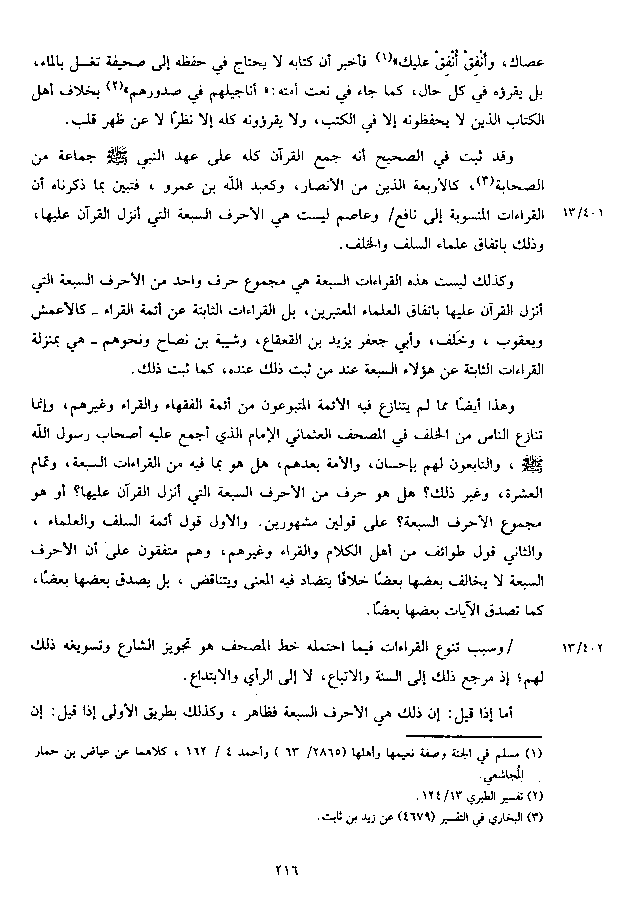 عصاك، وأنفِقْ أُنْفِقْ عليك»(١) فأخبر أن كتابه لا يحتاج في حفظه إلى صحيفة تغسل بالماء،
بل يقرؤه في كل حال، كما جاء في نعت أمته: «أناجيلهم في صدورهم»(٢) بخلاف أهل
الكتاب الذين لا يحفظونه إلا في الكتب، ولا يقرؤونه كله إلا نظرًا لا عن ظهر قلب.
وقد ثبت في الصحيح أنه جمع القرآن كله على عهد النبي ﷺ جماعة من
الصحابة(٣)، كالأربعة الذين من الأنصار، وكعبد الله بن عمرو ، فتبين بما ذكرناه أن
١٣/٤٠١ القراءات المنسوبة إلى نافع/ وعاصم ليست هي الأحرف السبعة التي أنزل القرآن عليها،
وذلك باتفاق علماء السلف والخلف.
وكذلك ليست هذه القراءات السبعة هي مجموع حرف واحد من الأحرف السبعة التي
أنزل القرآن عليها باتفاق العلماء المعتبرين، بل القراءات الثابتة عن أئمة القراء ـ كالأعمش
ويعقوب ، وخلف، وأبي جعفر يزيد بن القعقاع، وشيبة بن نصاح ونحوهم ـ هي بمنزلة
القراءات الثابتة عن هؤلاء السبعة عند من ثبت ذلك عنده، كما ثبت ذلك.
وهذا أيضًا مما لم يتنازع فيه الأئمة المتبوعون من أئمة الفقهاء والقراء وغيرهم، وإنما
تنازع الناس من الخلف في المصحف العثماني الإمام الذي أجمع عليه أصحاب رسول الله
ﷺ ، والتابعون لهم بإحسان، والأمة بعدهم، هل هو بما فيه من القراءات السبعة، وتمام
العشرة، وغير ذلك؟ هل هو حرف من الأحرف السبعة التي أنزل القرآن عليها؟ أو هو
مجموع الأحرف السبعة؟ على قولين مشهورين. والأول قول أئمة السلف والعلماء ،
والثاني قول طوائف من أهل الكلام والقراء وغيرهم، وهم متفقون على أن الأحرف
السبعة لا يخالف بعضها بعضًا خلافًا يتضاد فيه المعنى ويتناقض ، بل يصدق بعضها بعضًا،
كما تصدق الآيات بعضها بعضًا.
١٣/٤٠٢ / وسبب تنوع القراءات فيما احتمله خط المصحف هو تجويز الشارع وتسويغه ذلك
لهم؛ إذ مرجع ذلك إلى السنة والاتباع، لا إلى الرأي والابتداع.
أما إذا قيل: إن ذلك هي الأحرف السبعة فظاهر ، وكذلك بطريق الأولى إذا قيل: إن
(١) مسلم في الجنة وصفة نعيمها وأهلها (٢٨٦٥/ ٦٣ ) وأحمد ٤ / ١٦٢ ، كلاهما عن عياض بن حمار
المُجاشعي.
(٢) تفسير الطبري ١٣/ ١٢٤ .
(٣) البخاري في التفسير (٤٦٧٩) عن زيد بن ثابت.
٢١٦